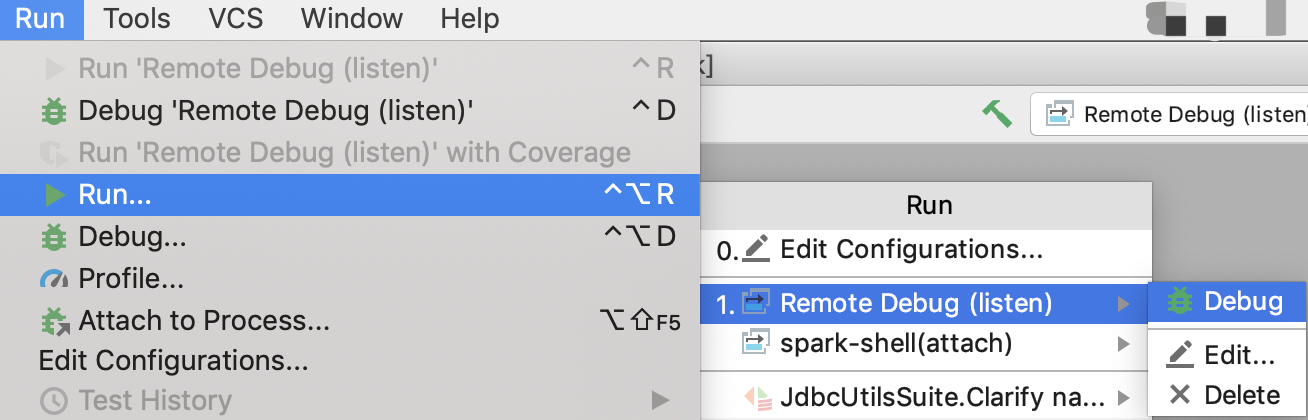 Run Tools VCS Window Help
Run 'Remote Debug (listen)' ⌃ R
k]
Debug 'Remote Debug (listen)' ⌃ D
Remote Debug (listen)
Run 'Remote Debug (listen)' with Coverage
Run... ⌃⌥ R
Debug... ⌃⌥ D
Profile...
Attach to Process... ⌥⇧F5
Edit Configurations...
Test History
Run
0. Edit Configurations...
1. Remote Debug (listen)
spark-shell(attach)
JdbcUtilsSuite.Clarify na...
Debug
Edit...
Delete